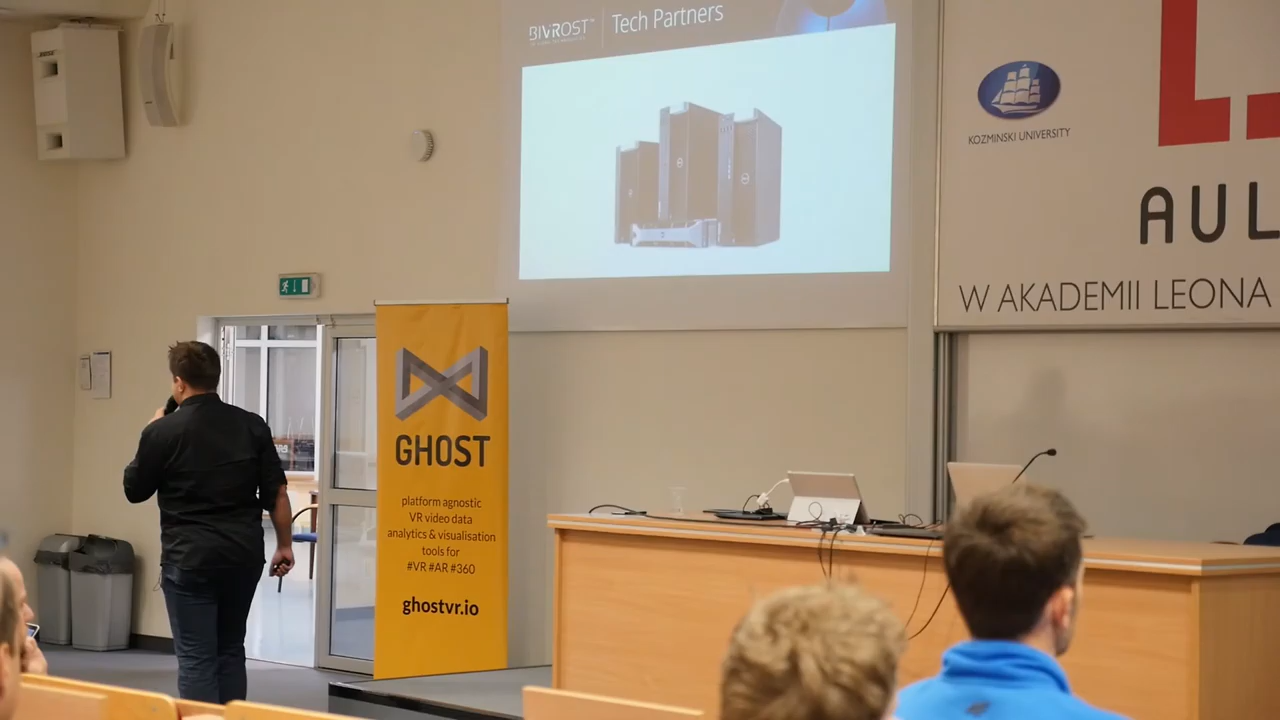 BIVROST™
Tech Partners
KOZMINSKI UNIVERSITY
AUL
W AKADEMII LEONA
GHOST
platform agnostic
VR video data
analytics & visualisation
tools for
#VR #AR #360
ghostvr.io